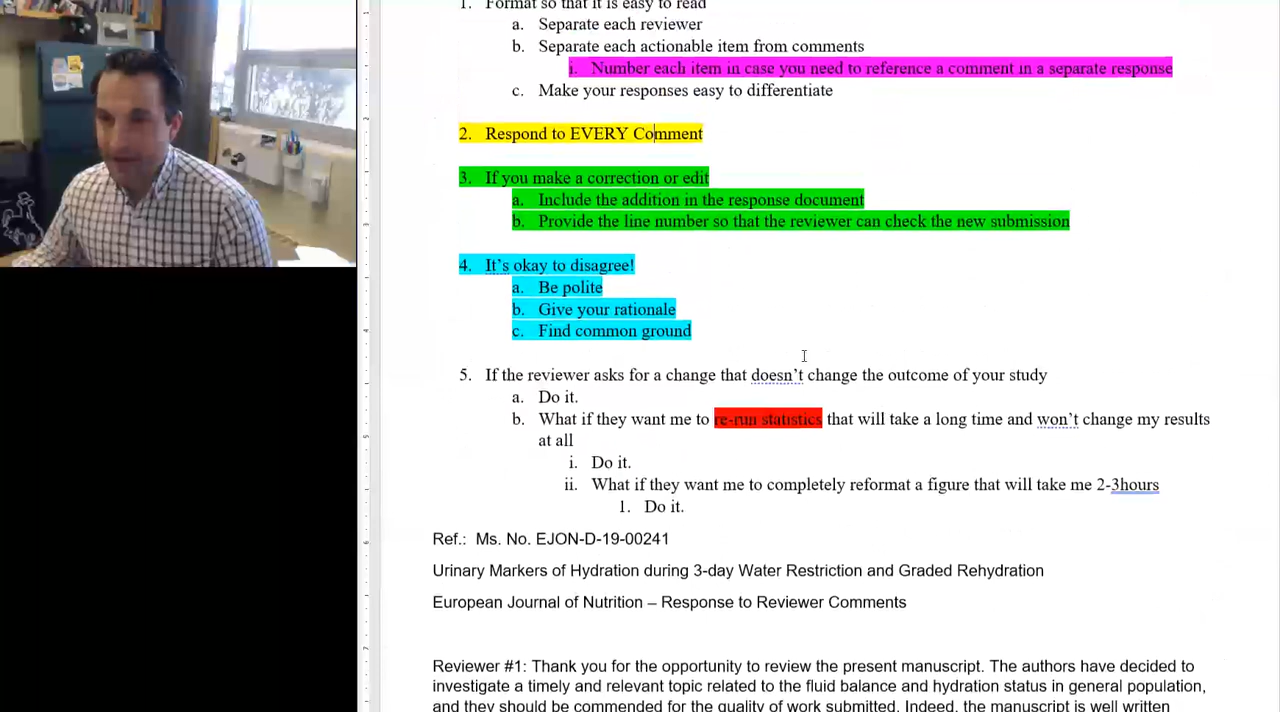 1. Format so that it is easy to read
a. Separate each reviewer
b. Separate each actionable item from comments
i. Number each item in case you need to reference a comment in a separate response
c. Make your responses easy to differentiate
2. Respond to EVERY Comment
3. If you make a correction or edit
a. Include the addition in the response document
b. Provide the line number so that the reviewer can check the new submission
4. It's okay to disagree!
a. Be polite
b. Give your rationale
c. Find common ground
5. If the reviewer asks for a change that doesn't change the outcome of your study
a. Do it.
b. What if they want me to re-run statistics that will take a long time and won't change my results
at all
i. Do it.
ii. What if they want me to completely reformat a figure that will take me 2-3hours
1. Do it.
Ref.: Ms. No. EJON-D-19-00241
Urinary Markers of Hydration during 3-day Water Restriction and Graded Rehydration
European Journal of Nutrition – Response to Reviewer Comments
Reviewer #1: Thank you for the opportunity to review the present manuscript. The authors have decided to
investigate a timely and relevant topic related to the fluid balance and hydration status in general population,
and they should be commended for the quality of work submitted. Indeed, the manuscript is well written